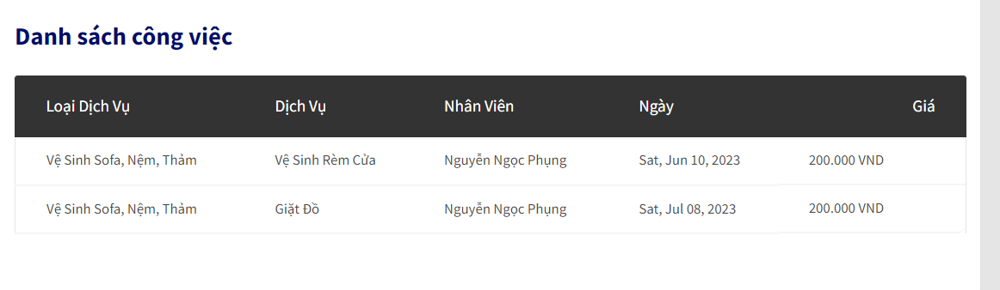 Danh sách công việc
Loại Dịch Vụ Dịch Vụ Nhân Viên Ngày Giá
Vệ Sinh Sofa, Nệm, Thảm Vệ Sinh Rèm Cửa Nguyễn Ngọc Phụng Sat, Jun 10, 2023 200.000 VND
Vệ Sinh Sofa, Nệm, Thảm Giặt Đồ Nguyễn Ngọc Phụng Sat, Jul 08, 2023 200.000 VND